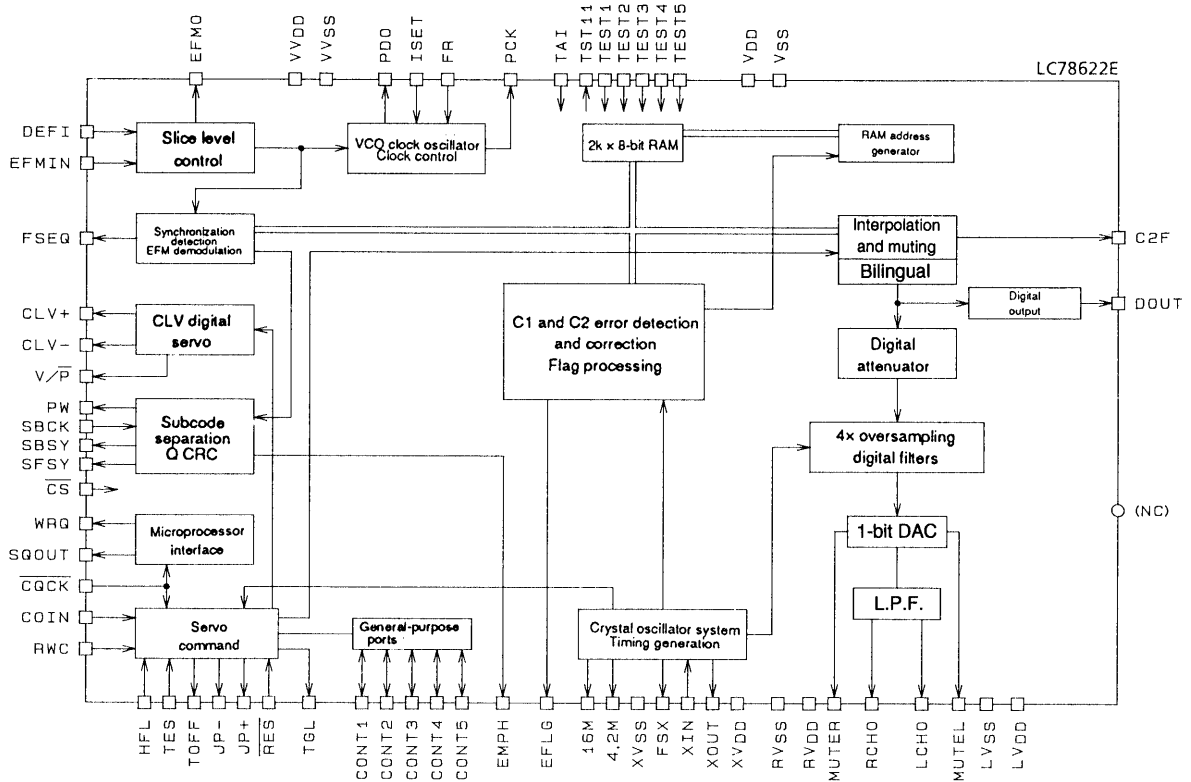 EFMO
VVDD
VVSS
PDO
ISET
FR
PCK
TAI
TST11
TEST1
TEST2
TEST3
TEST4
TEST5
VDD
VSS
LC78622E
DEFI
EFMIN
Slice level
control
VCO clock oscillator
Clock control
2k × 8-bit RAM
RAM address
generator
FSEQ
Synchronization
detection
EFM demodulation
Interpolation
and muting
Bilingual
C2F
DOUT
Digital
output
CLV+
CLV-
V/P̅
CLV digital
servo
C1 and C2 error detection
and correction
Flag processing
Digital
attenuator
PW
SBCK
SBSY
SFSY
C̅S̅
Subcode
separation
Q CRC
4× oversampling
digital filters
(NC)
WRQ
SQOUT
C̅Q̅C̅K̅
COIN
RWC
Microprocessor
interface
1-bit DAC
L.P.F.
Servo
command
General-purpose
ports
Crystal oscillator system
Timing generation
HFL
TES
TOFF
JP-
JP+
R̅E̅S̅
TGL
CONT1
CONT2
CONT3
CONT4
CONT5
EMPH
EFLG
16M
4.2M
XVSS
FSX
XIN
XOUT
XVDD
RVSS
RVDD
MUTER
RCHO
LCHO
MUTEL
LVSS
LVDD